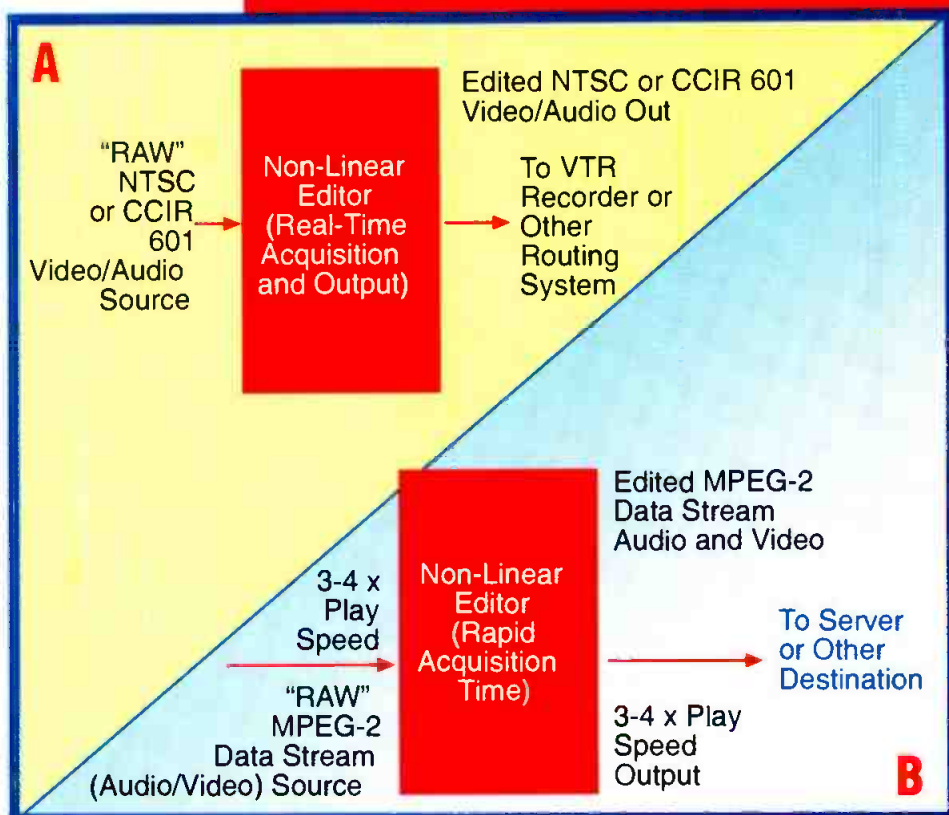 A
"RAW"
NTSC
or CCIR
601
Video/Audio
Source
Non-Linear
Editor
(Real-Time
Acquisition
and Output)
Edited NTSC or CCIR 601
Video/Audio Out
To VTR
Recorder or
Other
Routing
System
3-4 x
Play
Speed
"RAW"
MPEG-2
Data Stream
(Audio/Video) Source
Non-Linear
Editor
(Rapid
Acquisition
Time)
Edited MPEG-2
Data Stream
Audio and Video
To Server
or Other
Destination
3-4 x Play
Speed
Output
B